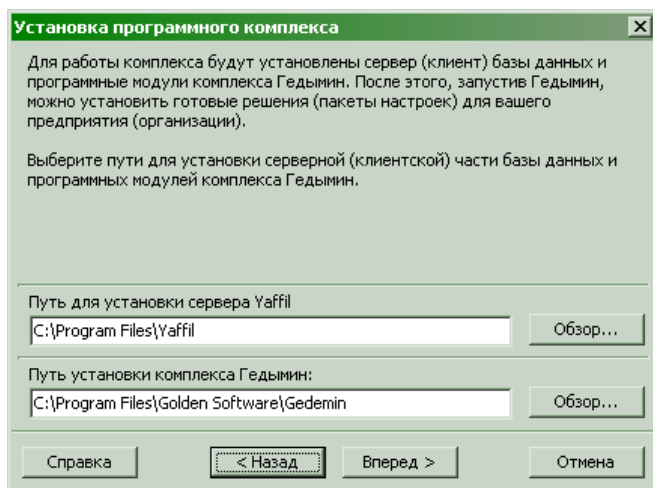 Установка программного комплекса
Для работы комплекса будут установлены сервер (клиент) базы данных и
программные модули комплекса Гедымин. После этого, запустив Гедымин,
можно установить готовые решения (пакеты настроек) для вашего
предприятия (организации).
Выберите пути для установки серверной (клиентской) части базы данных и
программных модулей комплекса Гедымин.
Путь для установки сервера Yaffil
C:\Program Files\Yaffil
Обзор...
Путь установки комплекса Гедымин:
C:\Program Files\Golden Software\Gedemin
Обзор...
Справка
< Назад
Вперед >
Отмена